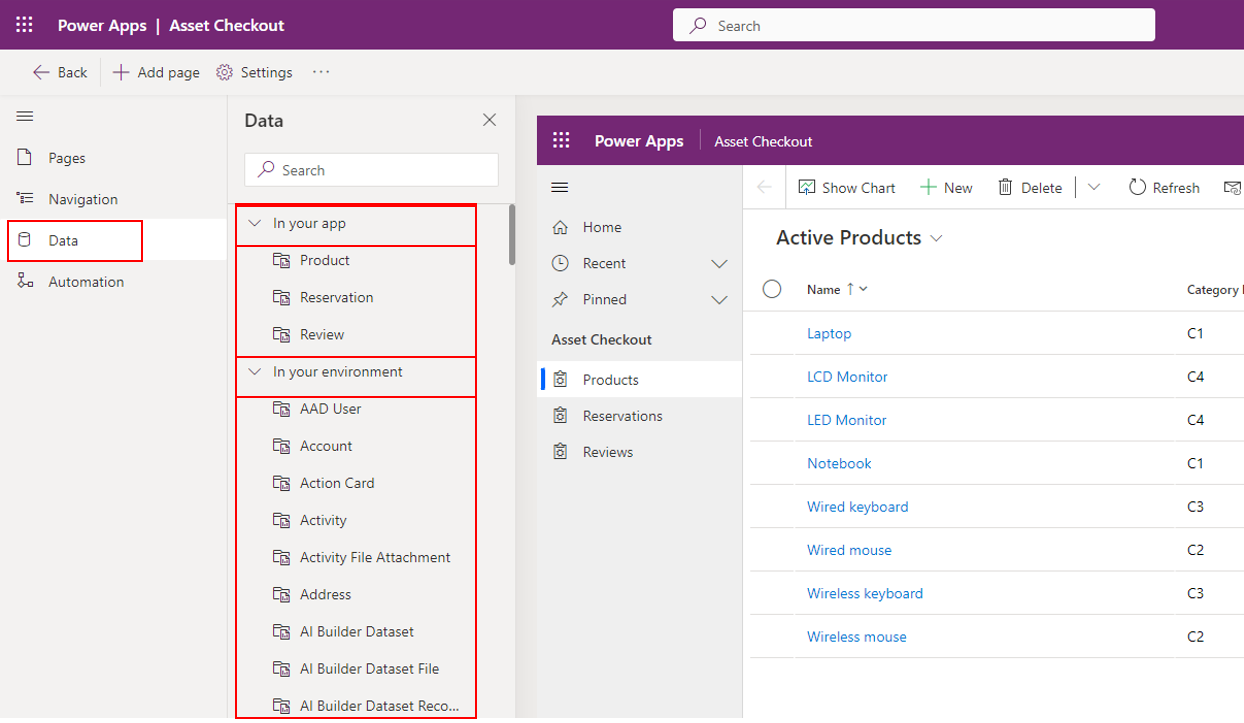 Power Apps | Asset Checkout
Search
Back
Add page
Settings
...
Pages
Navigation
Data
Automation
Data
Search
In your app
Product
Reservation
Review
In your environment
AAD User
Account
Action Card
Activity
Activity File Attachment
Address
AI Builder Dataset
AI Builder Dataset File
AI Builder Dataset Reco...
Power Apps
Asset Checkout
Home
Recent
Pinned
Asset Checkout
Products
Reservations
Reviews
Show Chart
New
Delete
Refresh
Active Products
Name ↑
Category
Laptop C1
LCD Monitor C4
LED Monitor C4
Notebook C1
Wired keyboard C3
Wired mouse C2
Wireless keyboard C3
Wireless mouse C2